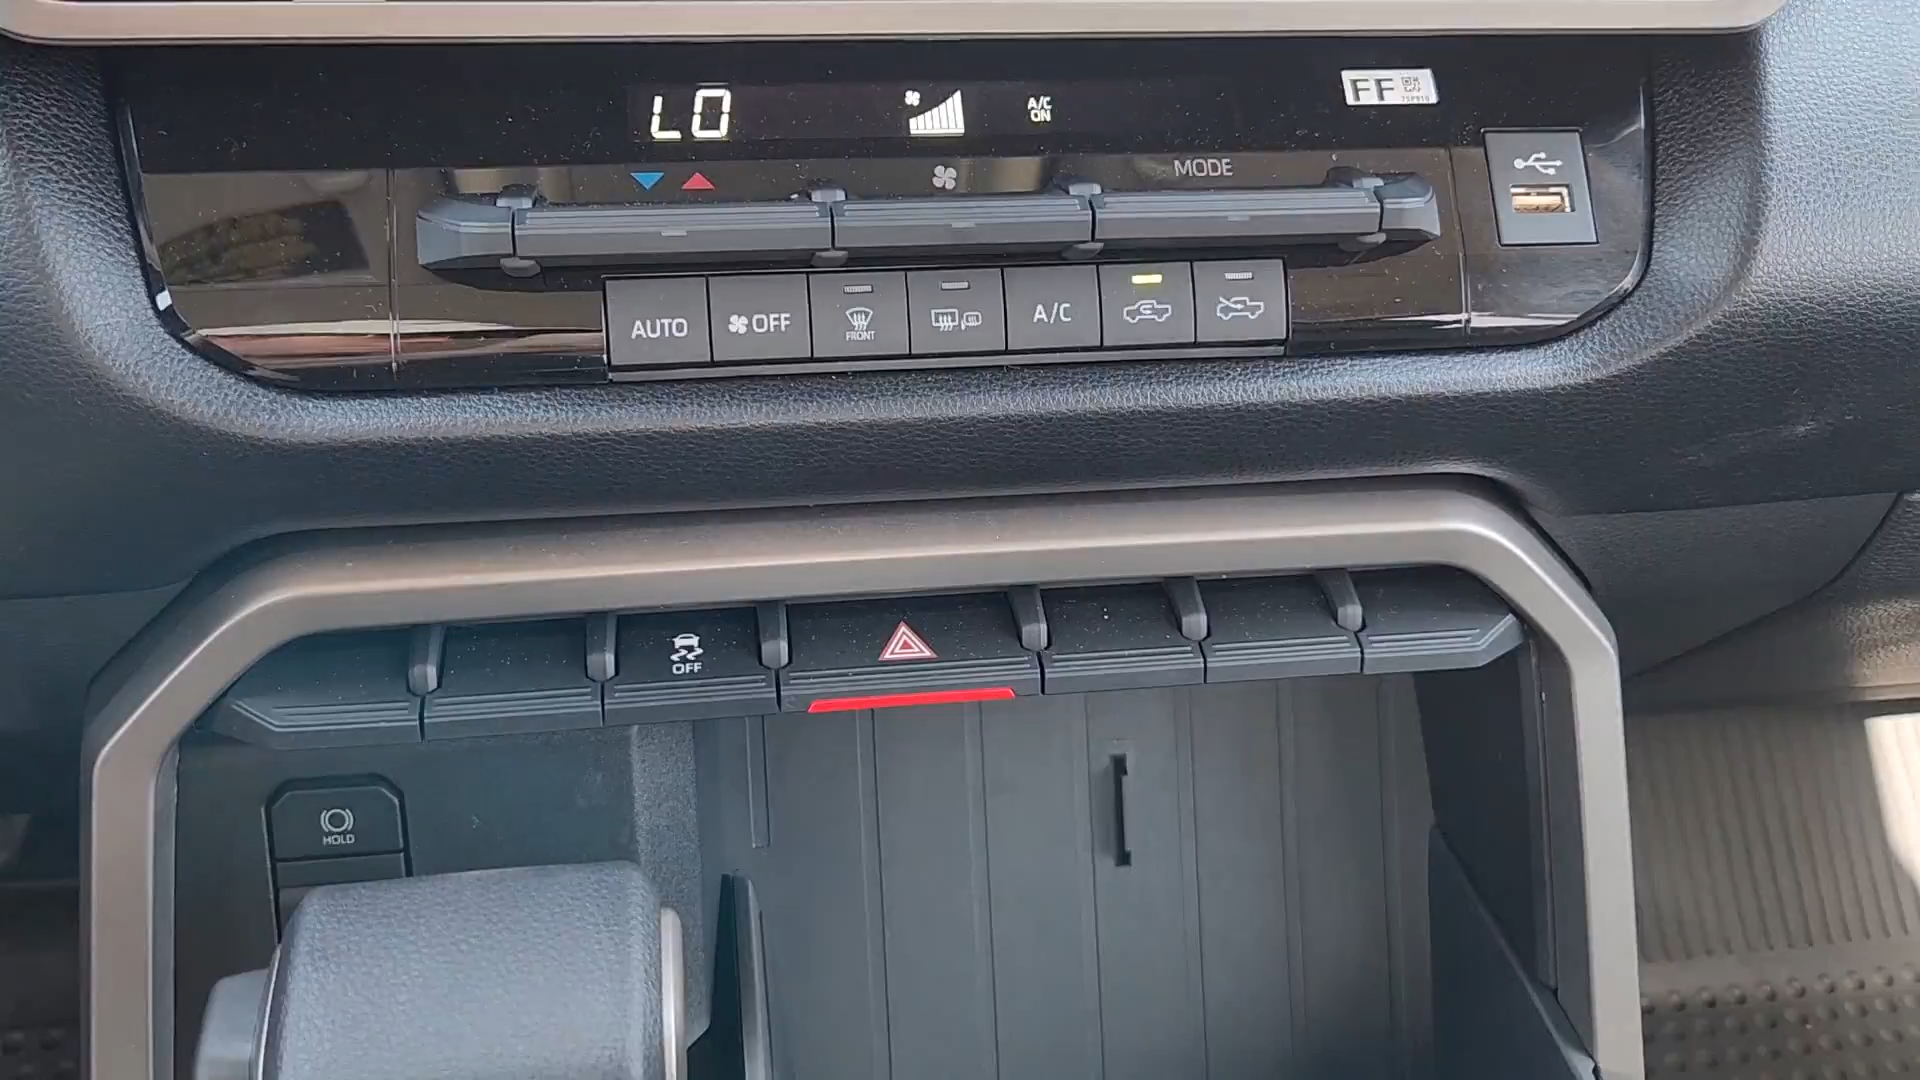 LO
A/C
ON
FF
MODE
AUTO
OFF
FRONT
A/C
OFF
HOLD